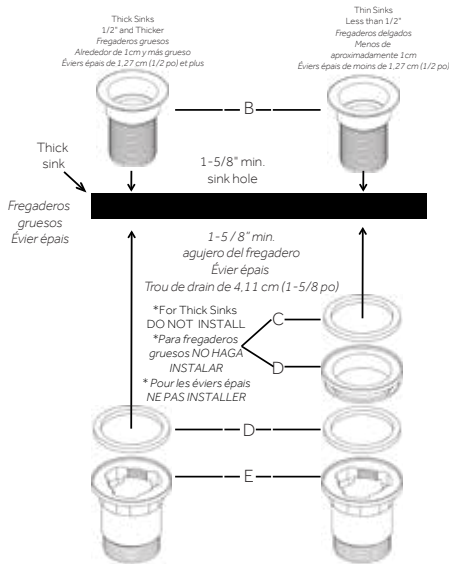 Thick Sinks
1/2" and Thicker
Fregaderos gruesos
Alrededor de 1cm y más grueso
Éviers épais de 1,27 cm (1/2 po) et plus
Thin Sinks
Less than 1/2"
Fregaderos delgados
Menos de
aproximadamente 1cm
Éviers épais de moins de 1,27 cm (1/2 po)
B
Thick
sink
1-5/8" min.
sink hole
Fregaderos
gruesos
Évier épais
1-5 / 8" min.
agujero del fregadero
Évier épais
Trou de drain de 4,11 cm (1-5/8 po)
*For Thick Sinks
DO NOT INSTALL
*Para fregaderos
gruesos NO HAGA
INSTALAR
* Pour les éviers épais
NE PAS INSTALLER
C
D
D
E